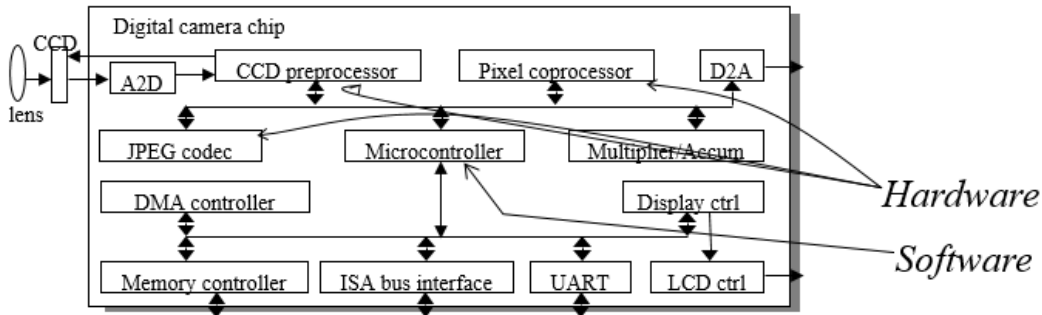 Digital camera chip
CCD
CCD preprocessor
Pixel coprocessor
D2A
A2D
lens
JPEG codec
Microcontroller
Multiplier/Accum
DMA controller
Display ctrl
Hardware
Software
Memory controller
ISA bus interface
UART
LCD ctrl